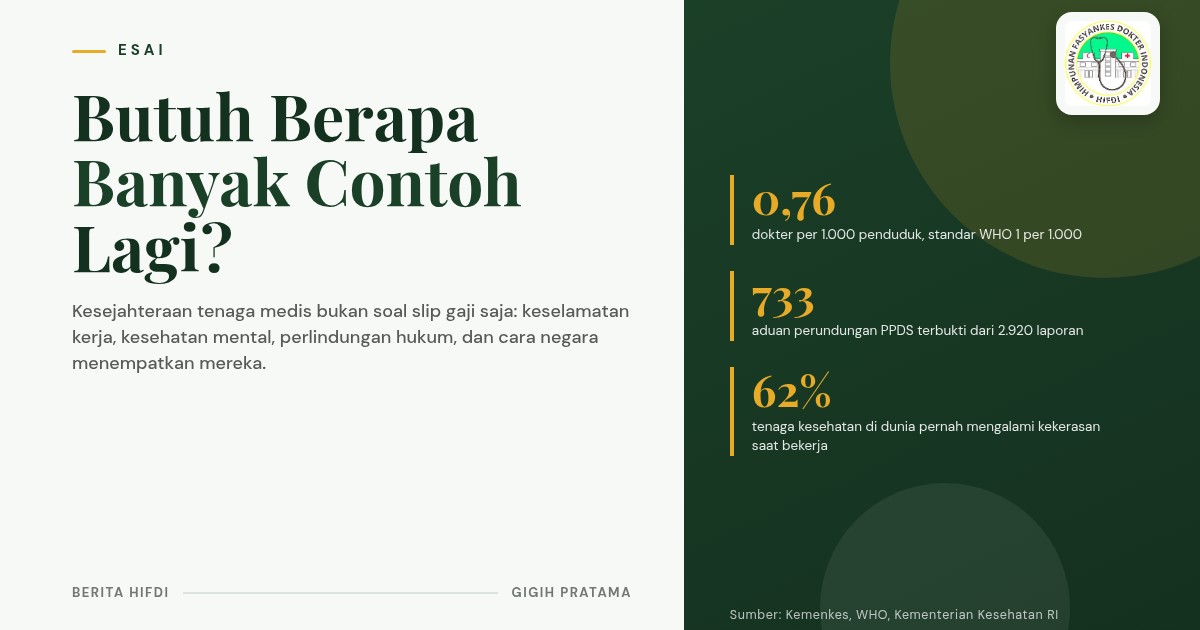 ESAI
Butuh Berapa
Banyak Contoh
Lagi?
Kesejahteraan tenaga medis bukan soal slip gaji saja: keselamatan
kerja, kesehatan mental, perlindungan hukum, dan cara negara
menempatkan mereka.
BERITA HIFDI
GIGIH PRATAMA
HIMPUNAN FASYANKES DOKTER INDONESIA
HIFDI
0,76
dokter per 1.000 penduduk, standar WHO 1 per 1.000
733
aduan perundungan PPDS terbukti dari 2.920 laporan
62%
tenaga kesehatan di dunia pernah mengalami kekerasan
saat bekerja
Sumber: Kemenkes, WHO, Kementerian Kesehatan RI